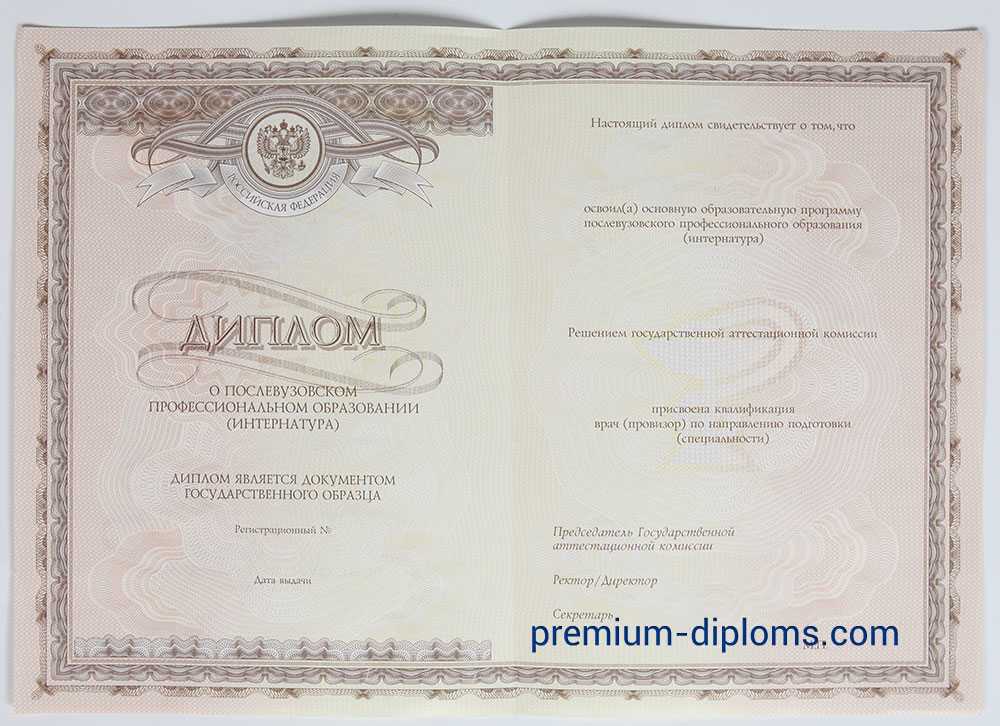 РОССИЙСКАЯ ФЕДЕРАЦИЯ
ДИПЛОМ
О ПОСЛЕВУЗОВСКОМ
ПРОФЕССИОНАЛЬНОМ ОБРАЗОВАНИИ
(ИНТЕРНАТУРА)
ДИПЛОМ ЯВЛЯЕТСЯ ДОКУМЕНТОМ
ГОСУДАРСТВЕННОГО ОБРАЗЦА
Регистрационный №
Дата выдачи
Настоящий диплом свидетельствует о том, что
освоил(а) основную образовательную программу
послевузовского профессионального образования
(интернатура)
Решением государственной аттестационной комиссии
присвоена квалификация
врач (провизор) по направлению подготовки
(специальности)
Председатель Государственной
аттестационной комиссии
Ректор/Директор
Секретарь
premium-diploms.com
М.П.